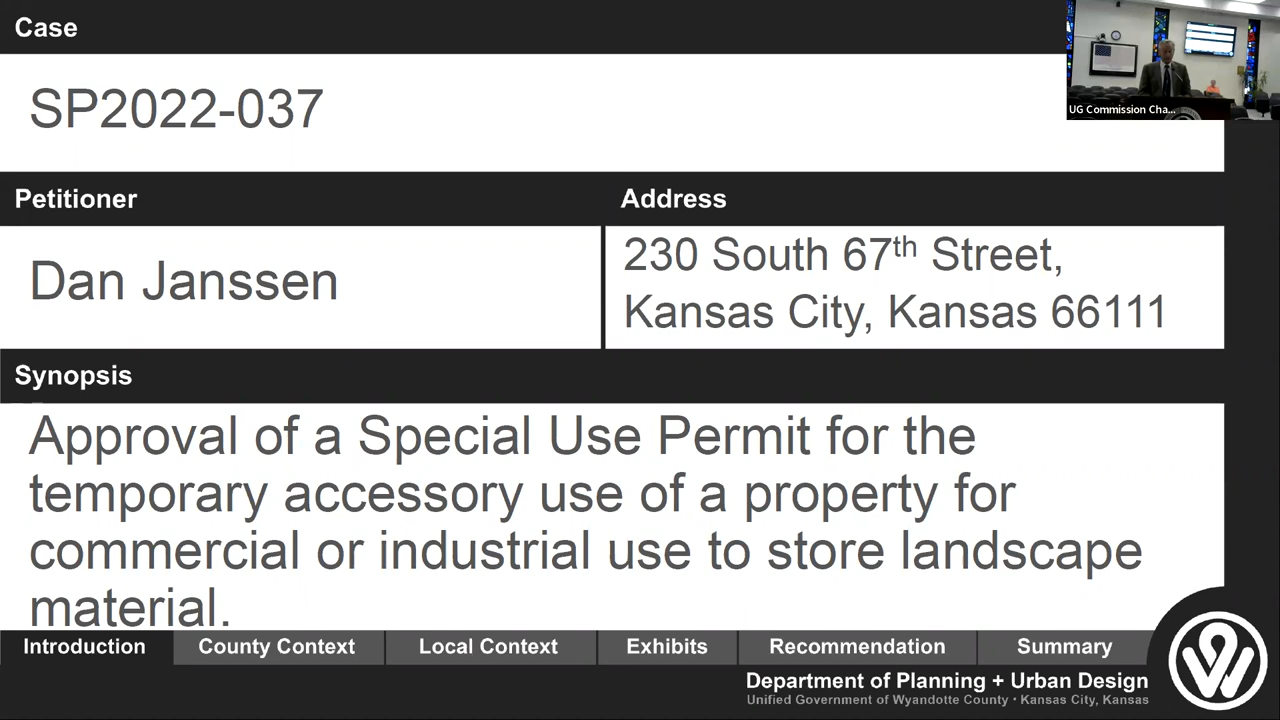 Case
UG Commission Cha...
SP2022-037
Petitioner
Address
Dan Janssen
230 South 67th Street,
Kansas City, Kansas 66111
Synopsis
Approval of a Special Use Permit for the
temporary accessory use of a property for
commercial or industrial use to store landscape
material.
Introduction
County Context
Local Context
Exhibits
Recommendation
Summary
Department of Planning + Urban Design
Unified Government of Wyandotte County • Kansas City, Kansas